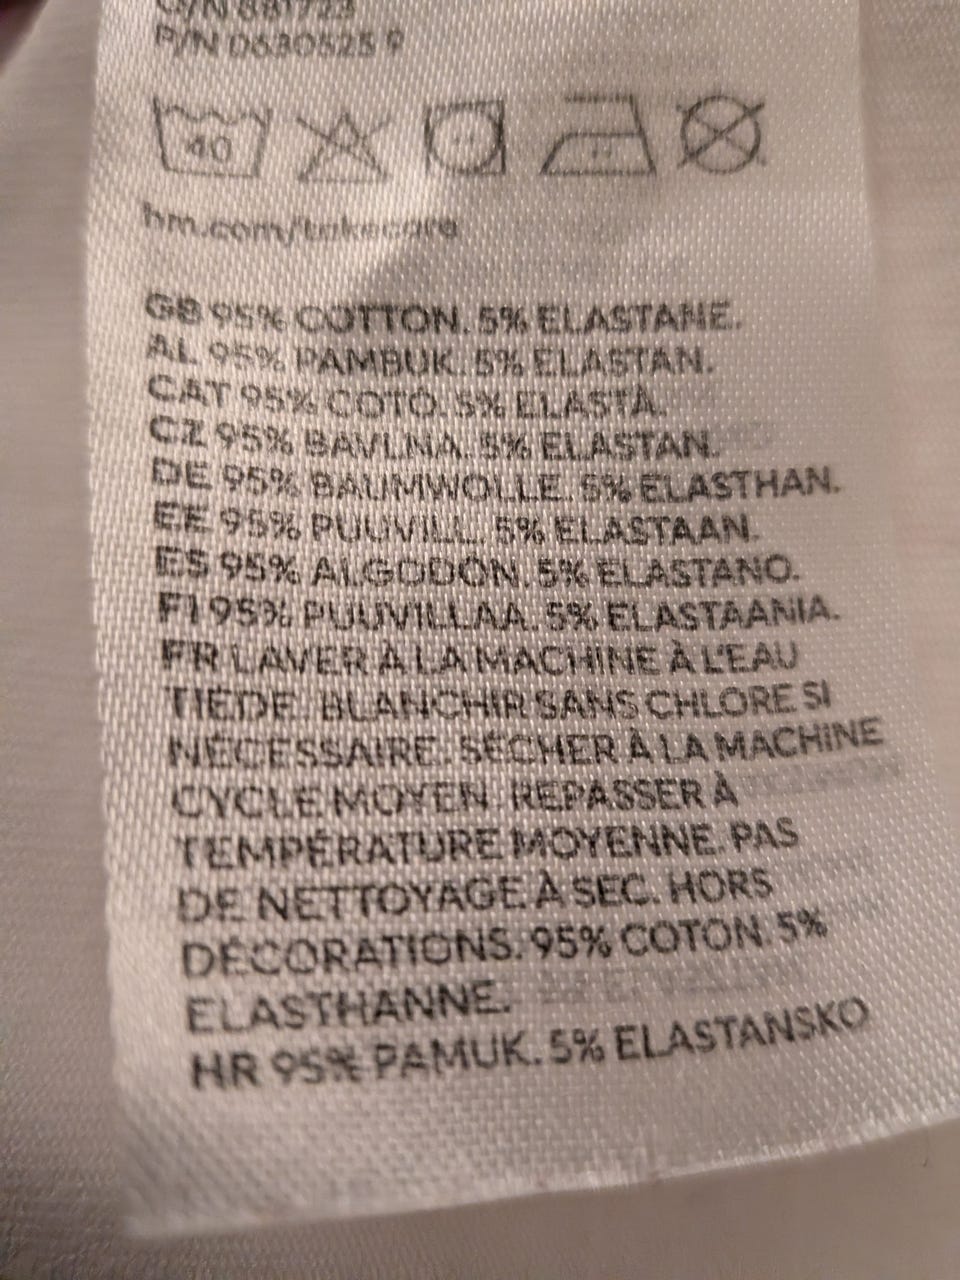 O/N 881723
P/N 0630525 9
40
hm.com/takecare
GB 95% COTTON. 5% ELASTANE.
AL 95% PAMBUK. 5% ELASTAN.
CAT 95% COTÓ. 5% ELASTÀ.
CZ 95% BAVLNA. 5% ELASTAN.
DE 95% BAUMWOLLE. 5% ELASTHAN.
EE 95% PUUVILL. 5% ELASTAAN.
ES 95% ALGODÓN. 5% ELASTANO.
FI 95% PUUVILLAA. 5% ELASTAANIA.
FR LAVER À LA MACHINE À L'EAU
TIÈDE. BLANCHIR SANS CHLORE SI
NÉCESSAIRE. SÉCHER À LA MACHINE
CYCLE MOYEN. REPASSER À
TEMPÉRATURE MOYENNE. PAS
DE NETTOYAGE À SEC. HORS
DÉCORATIONS. 95% COTON. 5%
ELASTHANNE.
HR 95% PAMUK. 5% ELASTANSKO